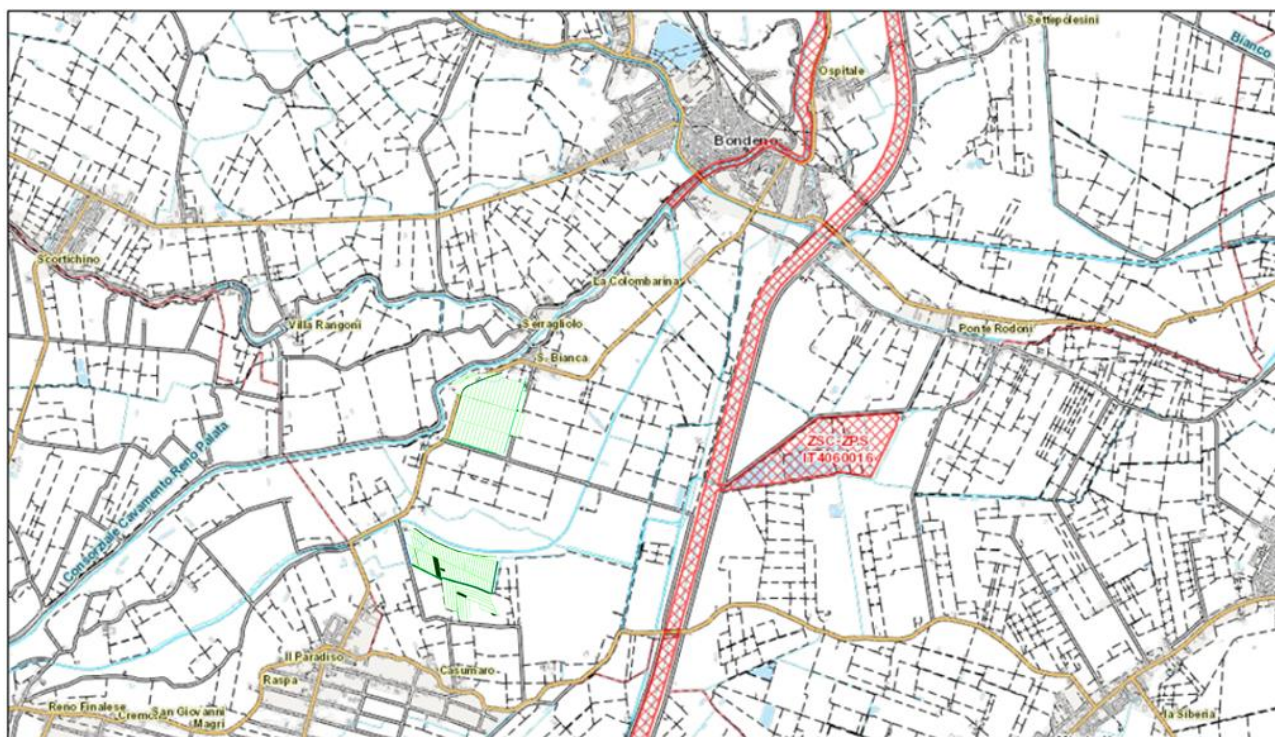 Settepolesini
Bianco
Ospitale
Bondeno
Scortichino
La Colombarina
Villa Rangoni
Serragliolo
Ponte Rodoni
S. Bianca
ZSC-ZPS
IT4060016
Consorziale Cavamento Reno Palata
Il Paradiso
Casumaro
Raspa
Reno Finalese
San Giovanni
Magri
la Siberia